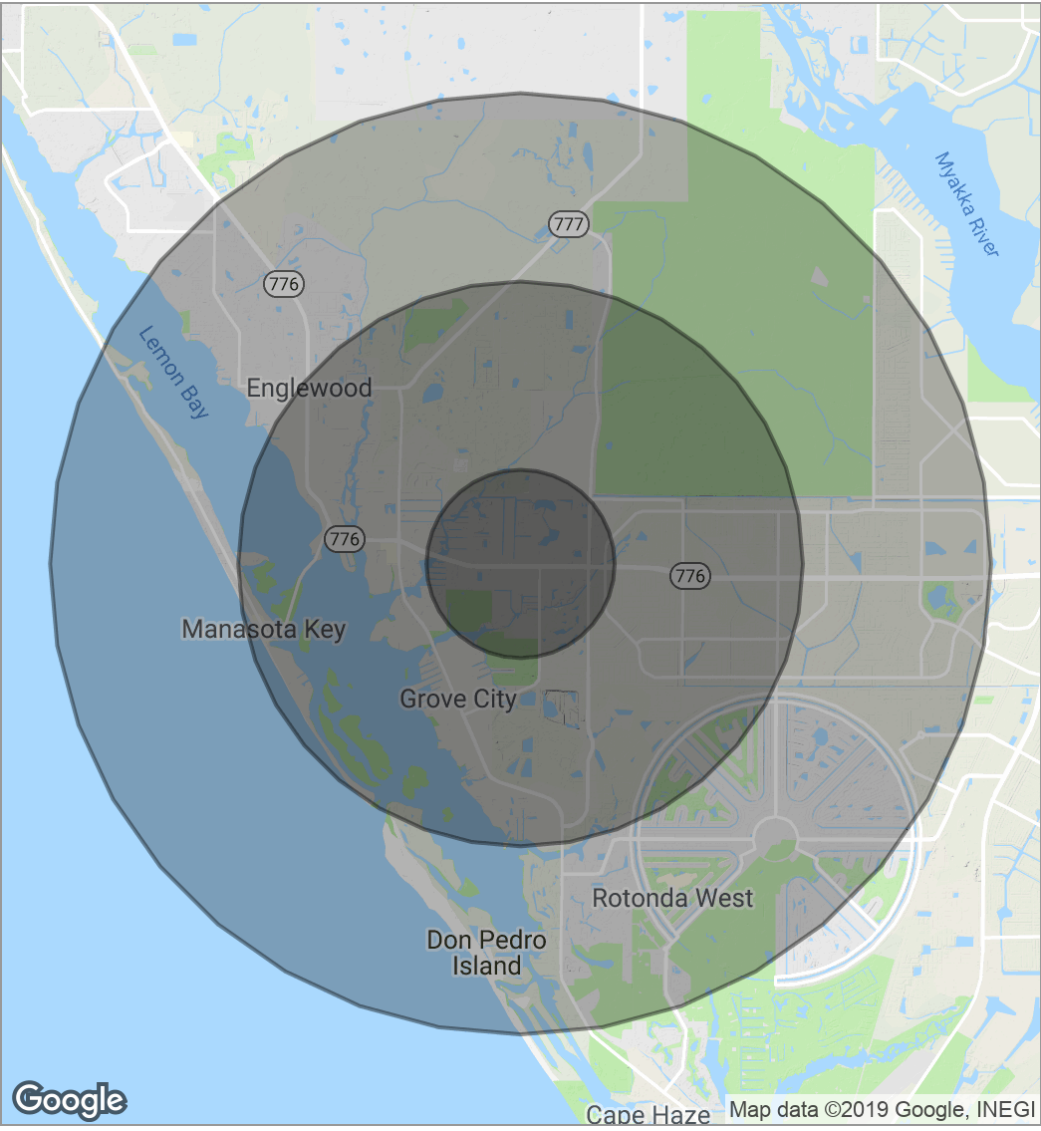 Myakka River
777
776
Lemon Bay
Englewood
776
776
Manasota Key
Grove City
Rotonda West
Don Pedro
Island
Google
Cape Haze
Map data ©2019 Google, INEGI